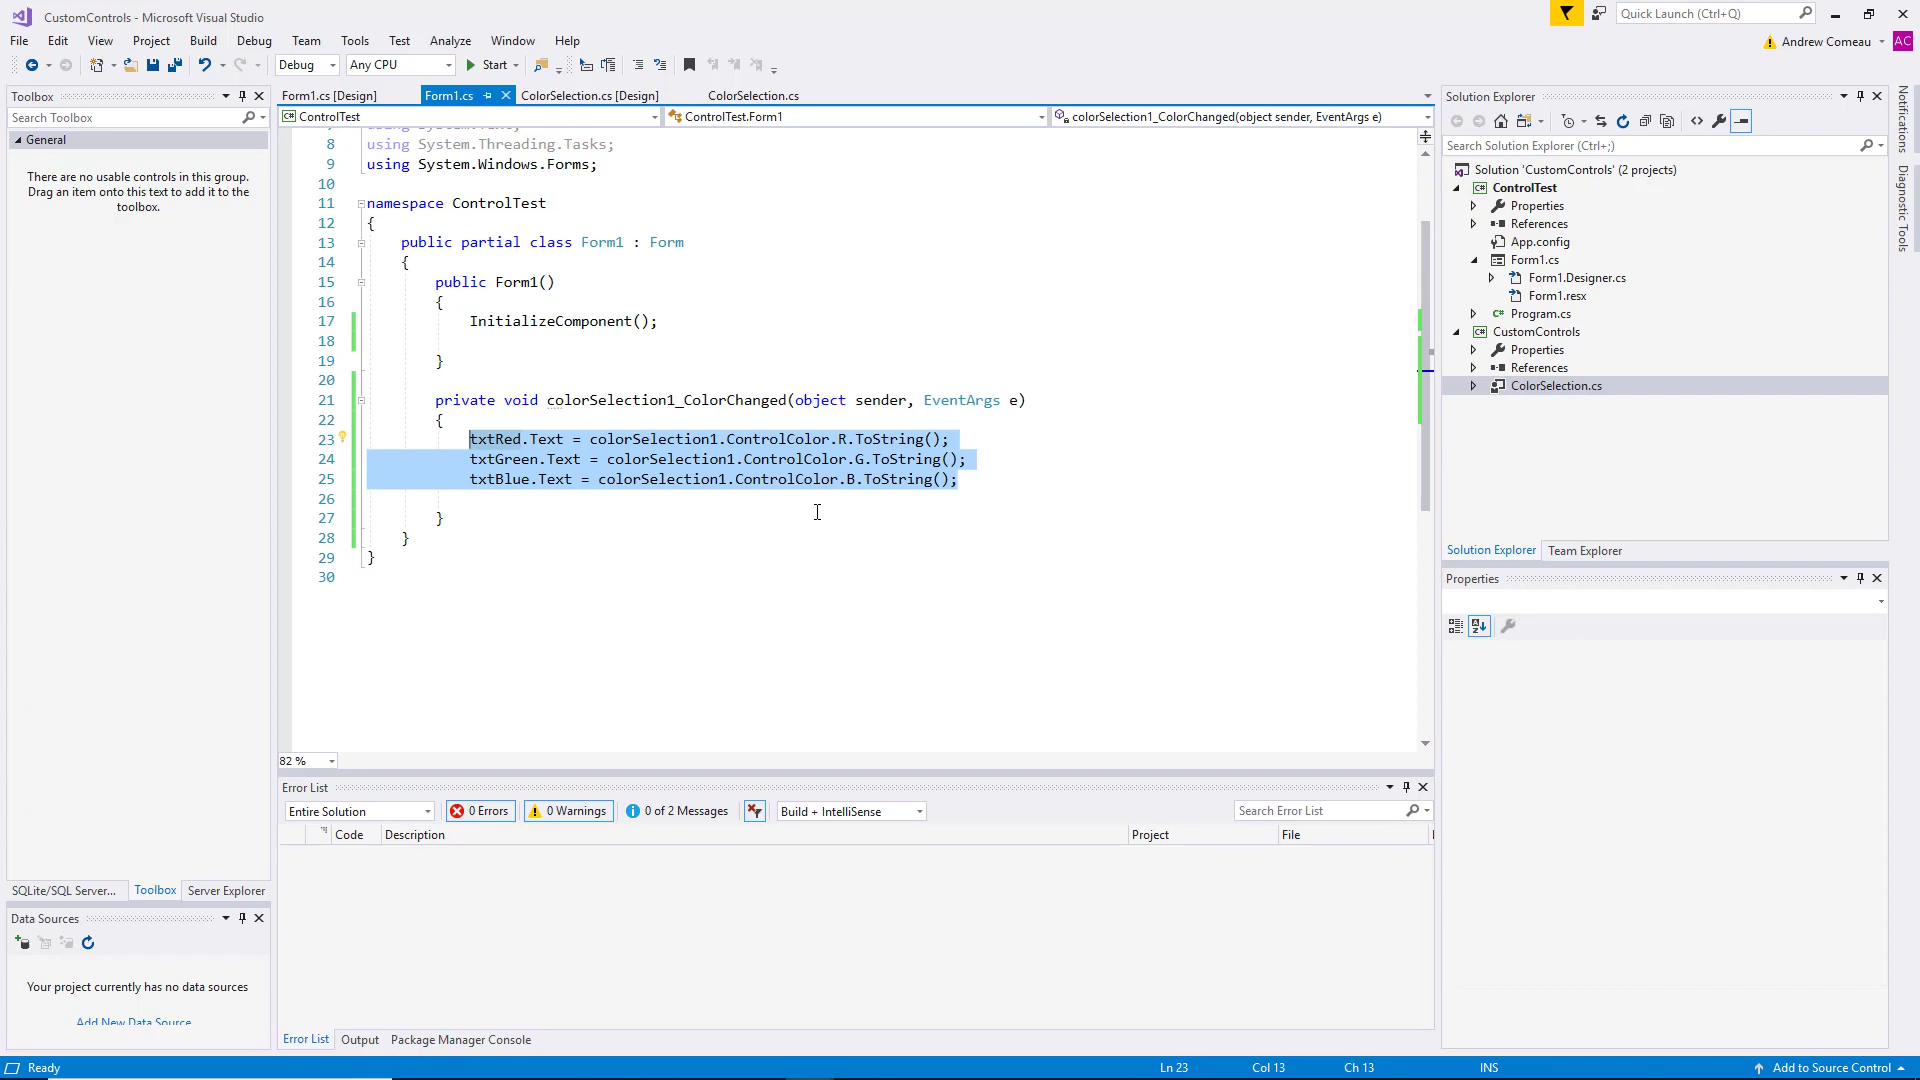 CustomControls - Microsoft Visual Studio
Quick Launch (Ctrl+Q)
File Edit View Project Build Debug Team Tools Test Analyze Window Help
Andrew Comeau AC
Debug Any CPU Start
Toolbox
Search Toolbox
General
There are no usable controls in this group.
Drag an item onto this text to add it to the
toolbox.
SQLite/SQL Server... Toolbox Server Explorer
Data Sources
Your project currently has no data sources
Add New Data Source
Form1.cs [Design] Form1.cs ColorSelection.cs [Design] ColorSelection.cs
ControlTest ControlTest.Form1 colorSelection1_ColorChanged(object sender, EventArgs e)
8 using System.Threading.Tasks;
9 using System.Windows.Forms;
10
11 namespace ControlTest
12 {
13 public partial class Form1 : Form
14 {
15 public Form1()
16 {
17 InitializeComponent();
18
19 }
20
21 private void colorSelection1_ColorChanged(object sender, EventArgs e)
22 {
23 txtRed.Text = colorSelection1.ControlColor.R.ToString();
24 txtGreen.Text = colorSelection1.ControlColor.G.ToString();
25 txtBlue.Text = colorSelection1.ControlColor.B.ToString();
26
27 }
28 }
29 }
30
82 %
Error List
Entire Solution 0 Errors 0 Warnings 0 of 2 Messages Build + IntelliSense Search Error List
Code Description Project File
Error List Output Package Manager Console
Solution Explorer
Search Solution Explorer (Ctrl+;)
Solution 'CustomControls' (2 projects)
ControlTest
Properties
References
App.config
Form1.cs
Form1.Designer.cs
Form1.resx
Program.cs
CustomControls
Properties
References
ColorSelection.cs
Solution Explorer Team Explorer
Properties
Notifications
Diagnostic Tools
Ready Ln 23 Col 13 Ch 13 INS Add to Source Control